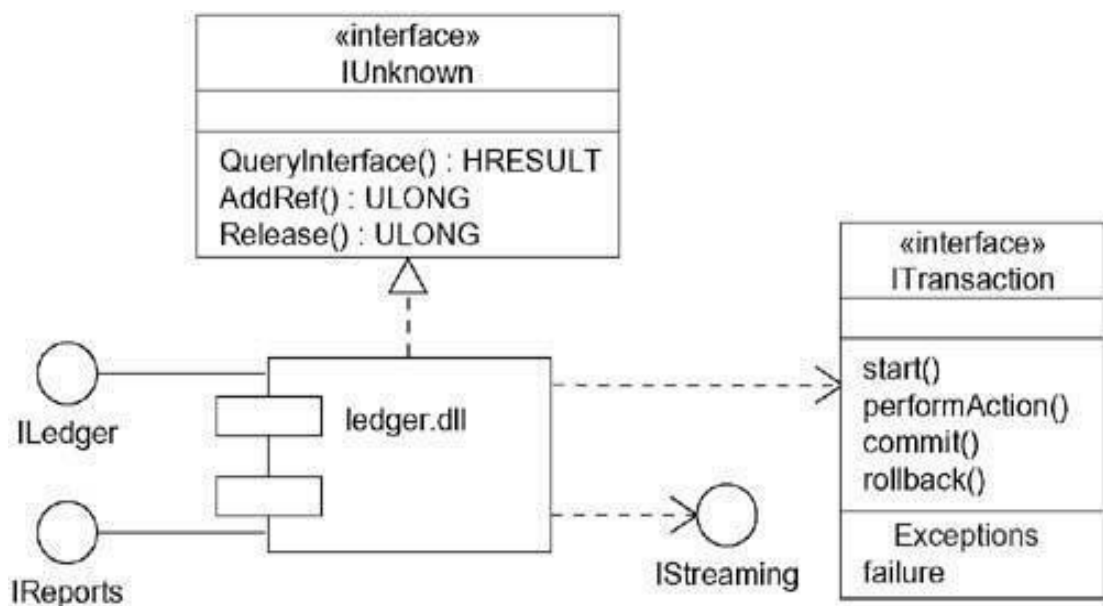 «interface»
IUnknown
QueryInterface() : HRESULT
AddRef() : ULONG
Release() : ULONG
«interface»
ITransaction
start()
performAction()
commit()
rollback()
Exceptions
failure
ILedger
ledger.dll
IReports
IStreaming